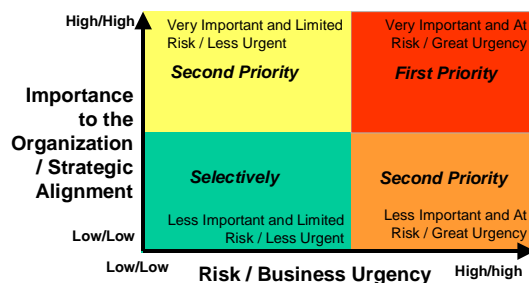 High/High
Very Important and Limited
Risk / Less Urgent
Second Priority
Very Important and At
Risk / Great Urgency
First Priority
Importance
to the
Organization
/ Strategic
Alignment
Selectively
Less Important and Limited
Risk / Less Urgent
Second Priority
Less Important and At
Risk / Great Urgency
Low/Low
Low/Low
Risk / Business Urgency
High/high